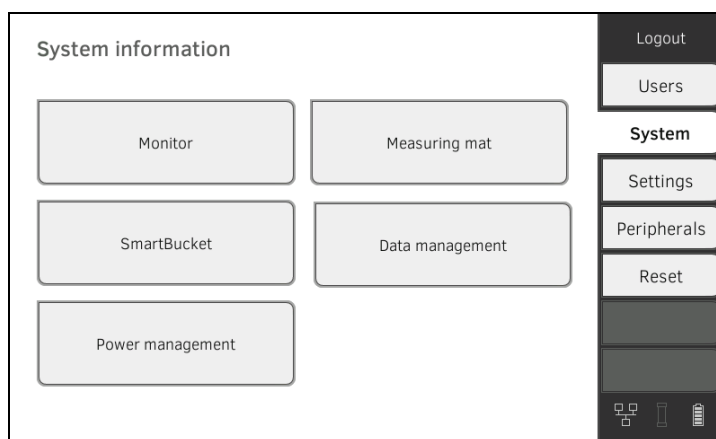 System information
Monitor
Measuring mat
SmartBucket
Data management
Power management
Logout
Users
System
Settings
Peripherals
Reset